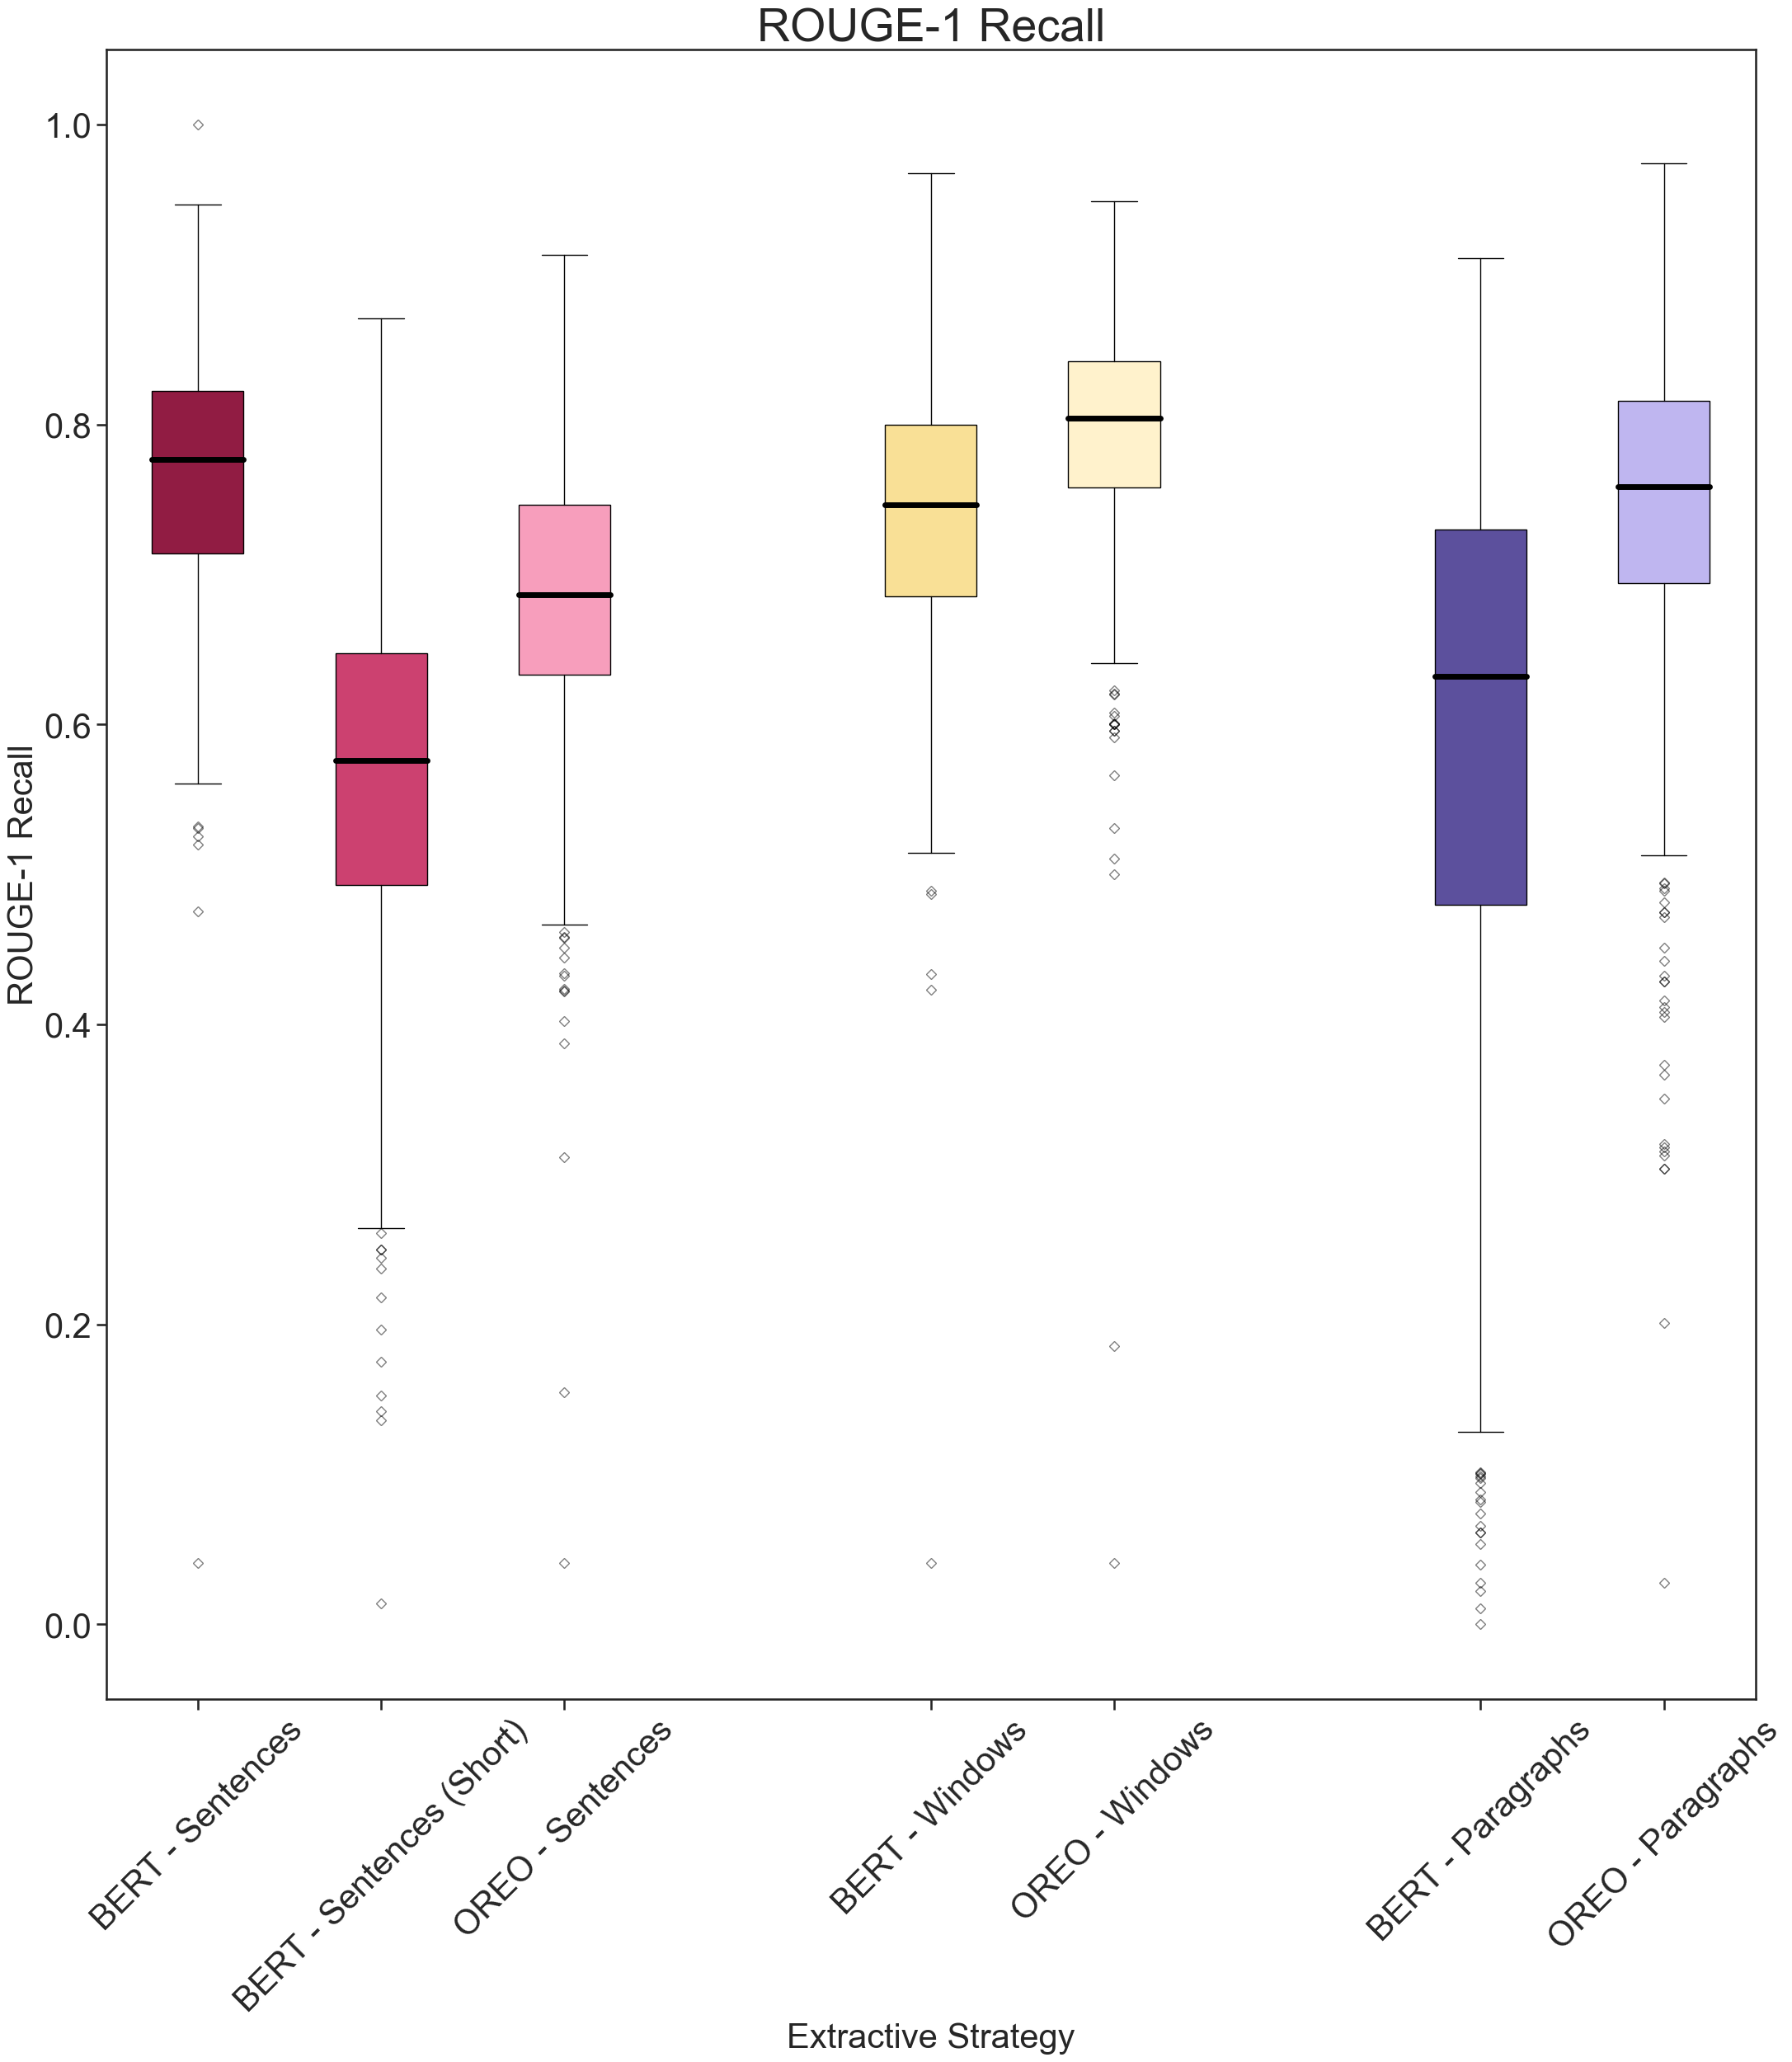 ROUGE-1 Recall
ROUGE-1 Recall
1.0
0.8
0.6
0.4
0.2
0.0
BERT - Sentences
BERT - Sentences (Short)
OREO - Sentences
BERT - Windows
OREO - Windows
BERT - Paragraphs
OREO - Paragraphs
Extractive Strategy